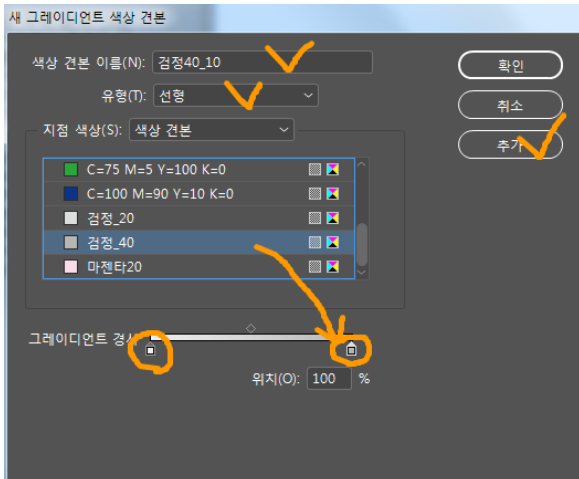 새 그레이디언트 색상 견본
색상 견본 이름(N): 검정40_10
확인
유형(T): 선형
취소
지점 색상(S): 색상 견본
추가
C=75 M=5 Y=100 K=0
C=100 M=90 Y=10 K=0
검정_20
검정_40
마젠타20
그레이디언트 경사
위치(O): 100 %